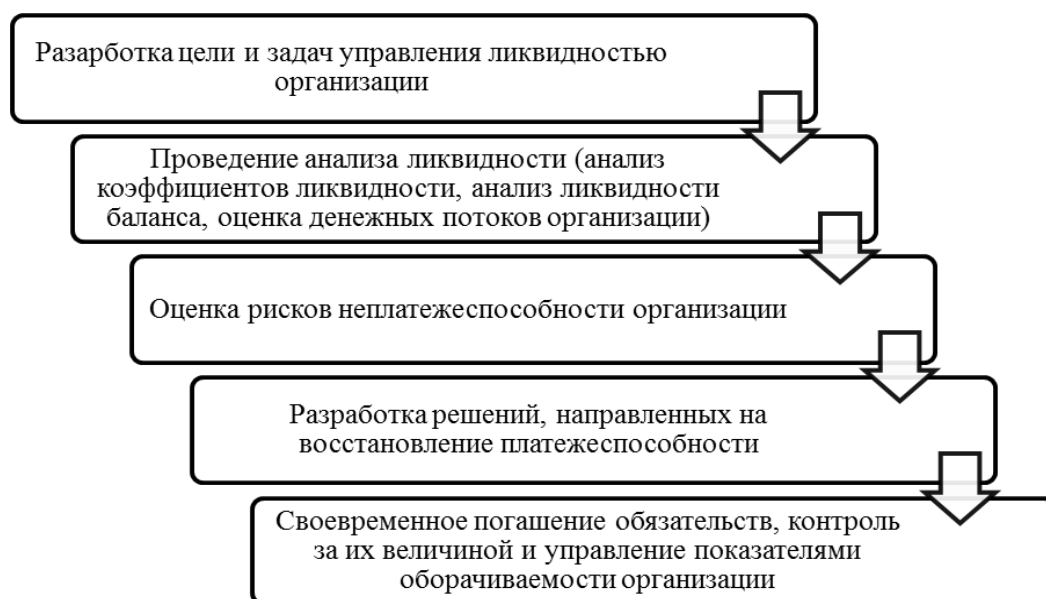 Разарботка цели и задач управления ликвидностью
организации
Проведение анализа ликвидности (анализ
коэффициентов ликвидности, анализ ликвидности
баланса, оценка денежных потоков организации)
Оценка рисков неплатежеспособности организации
Разработка решений, направленных на
восстановление платежеспособности
Своевременное погашение обязательств, контроль
за их величиной и управление показателями
оборачиваемости организации